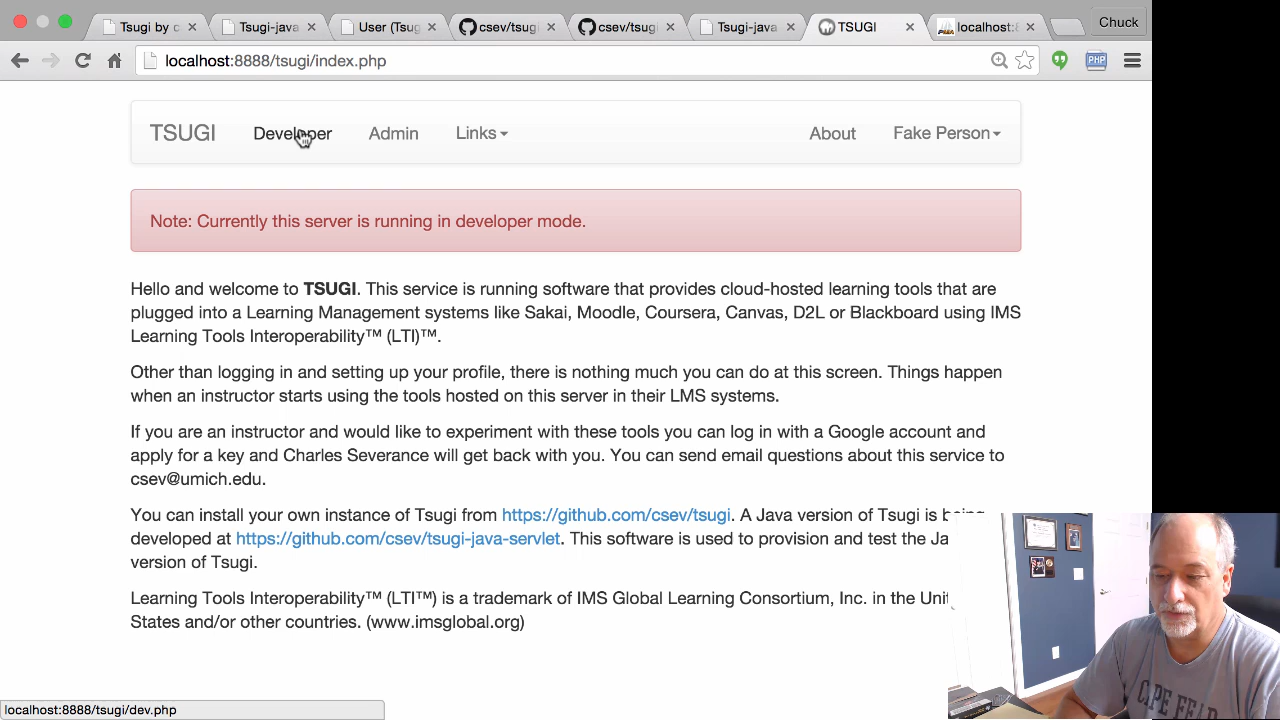 Tsugi by c
Tsugi-java
User (Tsug
csev/tsugi
csev/tsugi
Tsugi-java
TSUGI
localhost:8
Chuck
localhost:8888/tsugi/index.php
PHP
TSUGI Developer Admin Links About Fake Person
Note: Currently this server is running in developer mode.
Hello and welcome to TSUGI. This service is running software that provides cloud-hosted learning tools that are
plugged into a Learning Management systems like Sakai, Moodle, Coursera, Canvas, D2L or Blackboard using IMS
Learning Tools Interoperability™ (LTI)™.
Other than logging in and setting up your profile, there is nothing much you can do at this screen. Things happen
when an instructor starts using the tools hosted on this server in their LMS systems.
If you are an instructor and would like to experiment with these tools you can log in with a Google account and
apply for a key and Charles Severance will get back with you. You can send email questions about this service to
csev@umich.edu.
You can install your own instance of Tsugi from https://github.com/csev/tsugi. A Java version of Tsugi is being
developed at https://github.com/csev/tsugi-java-servlet. This software is used to provision and test the Ja
version of Tsugi.
Learning Tools Interoperability™ (LTI™) is a trademark of IMS Global Learning Consortium, Inc. in the Unit
States and/or other countries. (www.imsglobal.org)
localhost:8888/tsugi/dev.php
CAPE FEAR